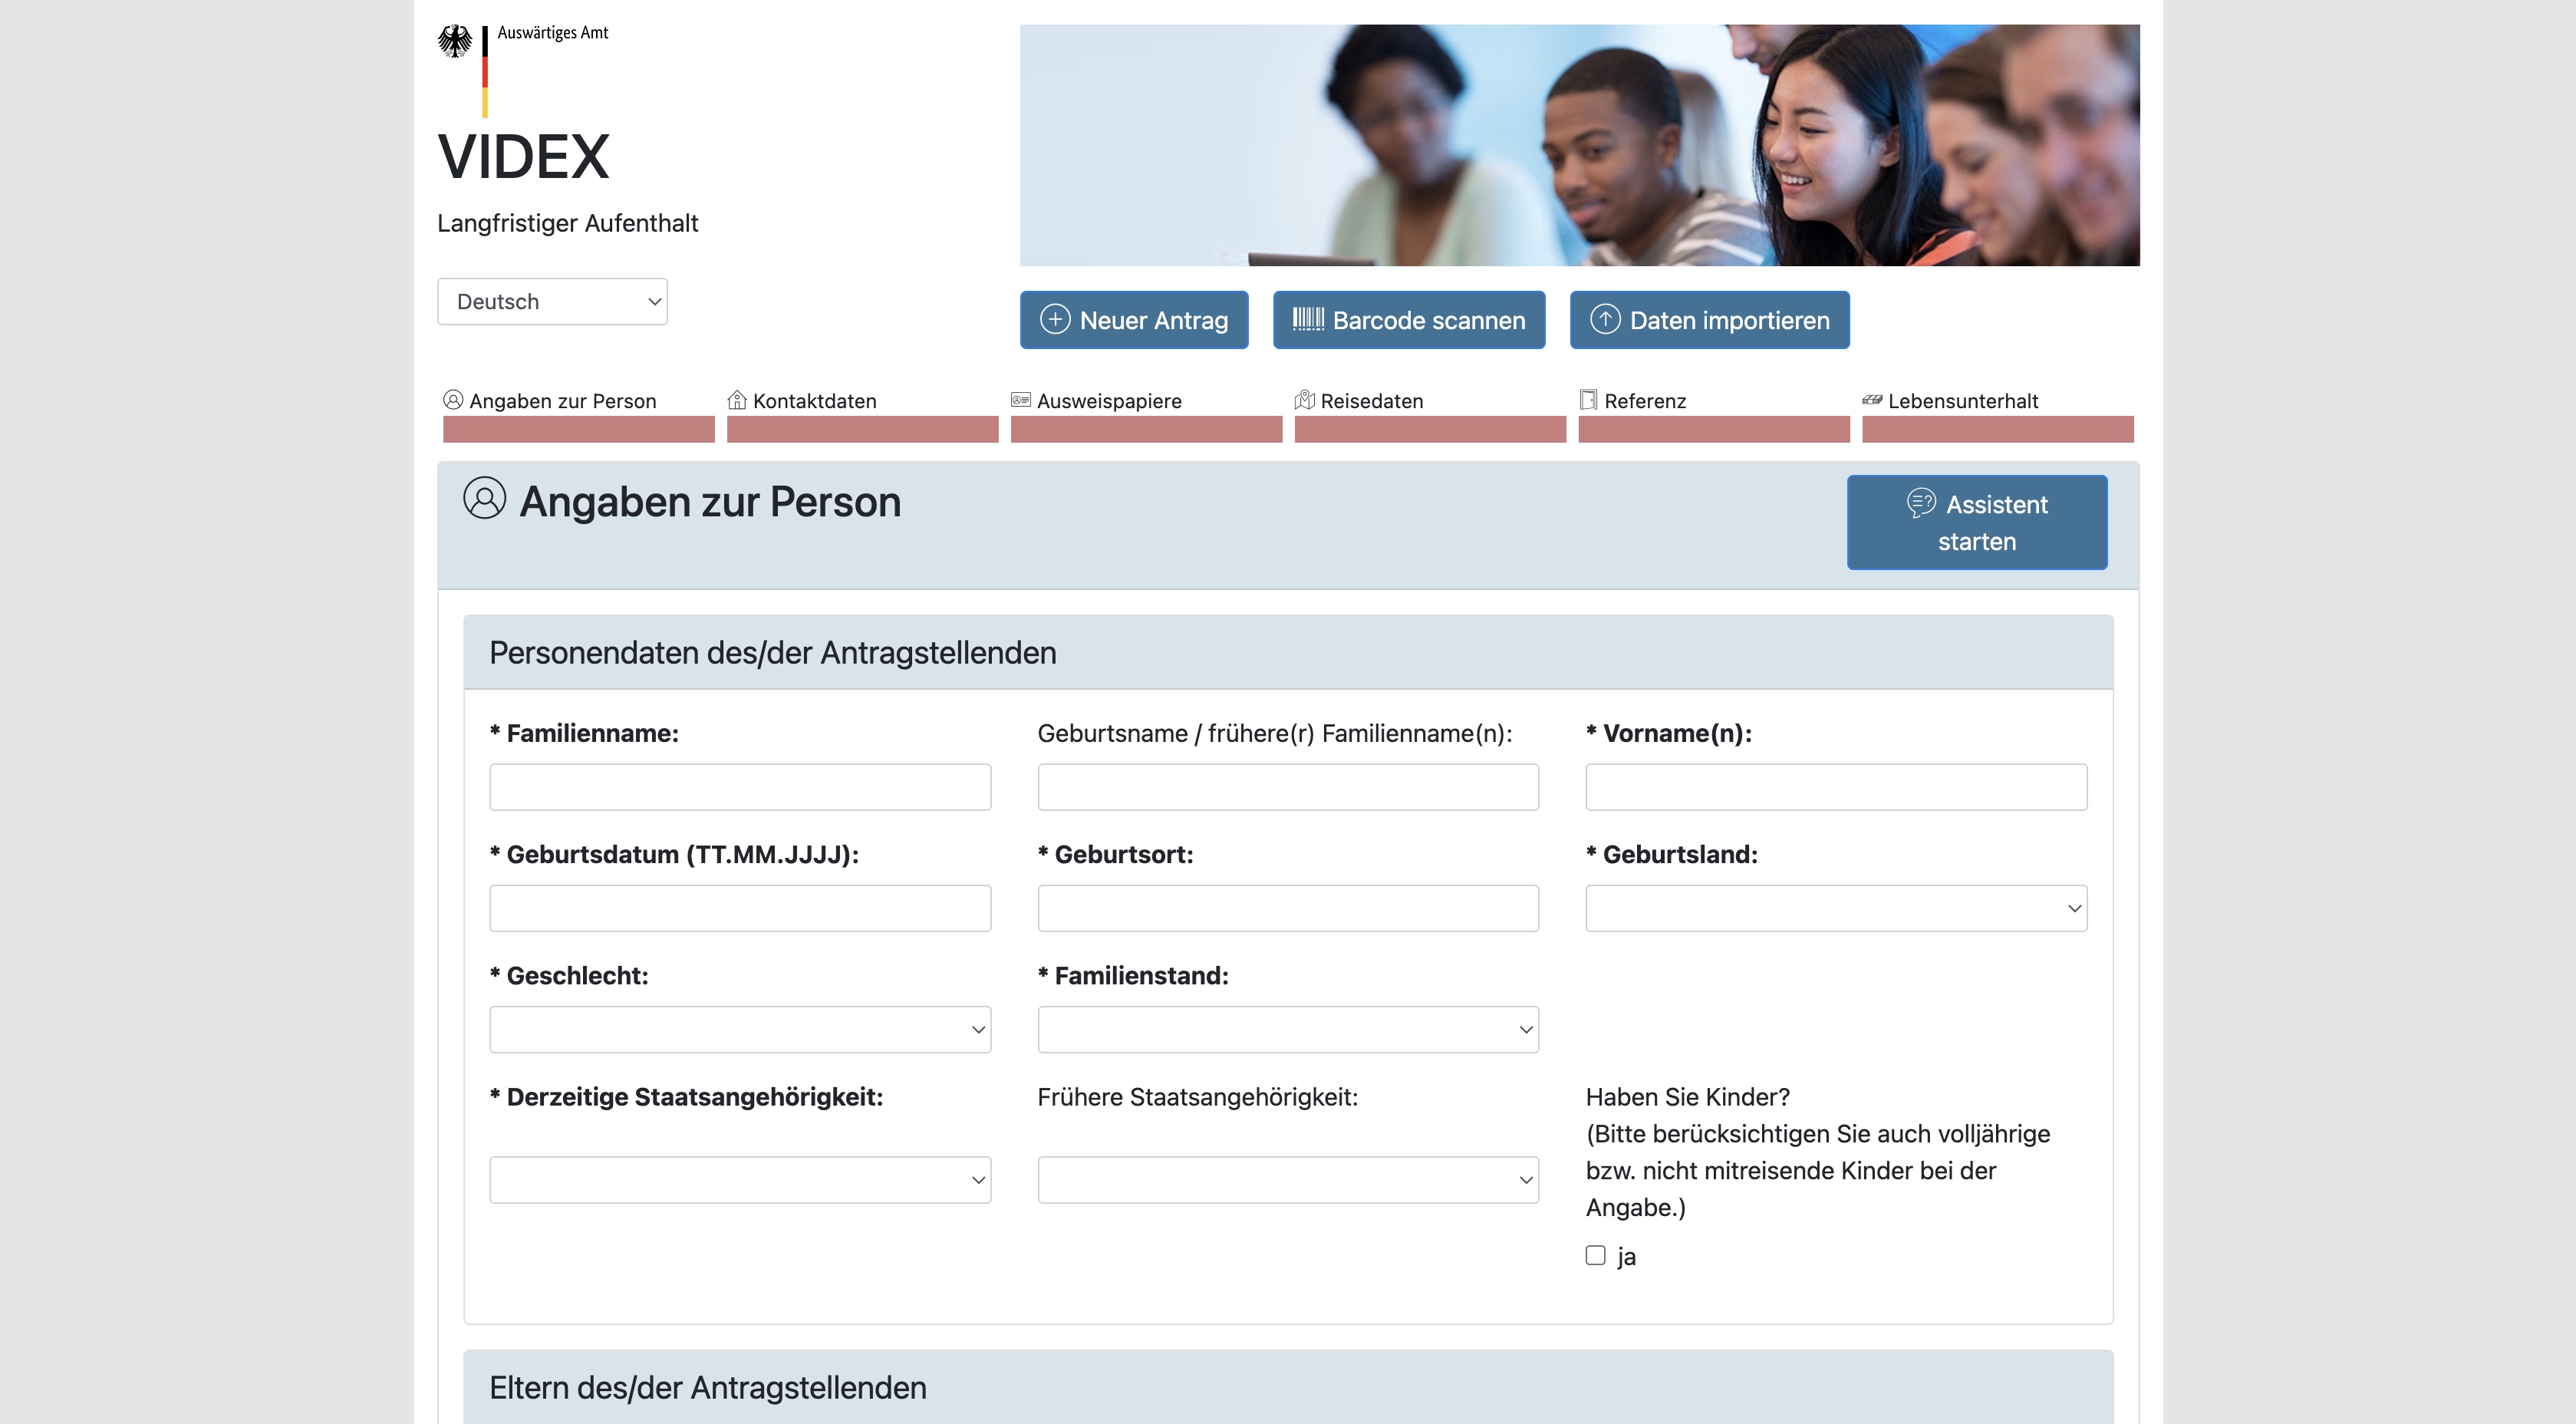 Auswärtiges Amt
VIDEX
Langfristiger Aufenthalt
Deutsch
Neuer Antrag
Barcode scannen
Daten importieren
Angaben zur Person
Kontaktdaten
Ausweispapiere
Reisedaten
Referenz
Lebensunterhalt
Angaben zur Person
Assistent
starten
Personendaten des/der Antragstellenden
* Familienname:
Geburtsname / frühere(r) Familienname(n):
* Vorname(n):
* Geburtsdatum (TT.MM.JJJJ):
* Geburtsort:
* Geburtsland:
* Geschlecht:
* Familienstand:
* Derzeitige Staatsangehörigkeit:
Frühere Staatsangehörigkeit:
Haben Sie Kinder?
(Bitte berücksichtigen Sie auch volljährige
bzw. nicht mitreisende Kinder bei der
Angabe.)
ja
Eltern des/der Antragstellenden